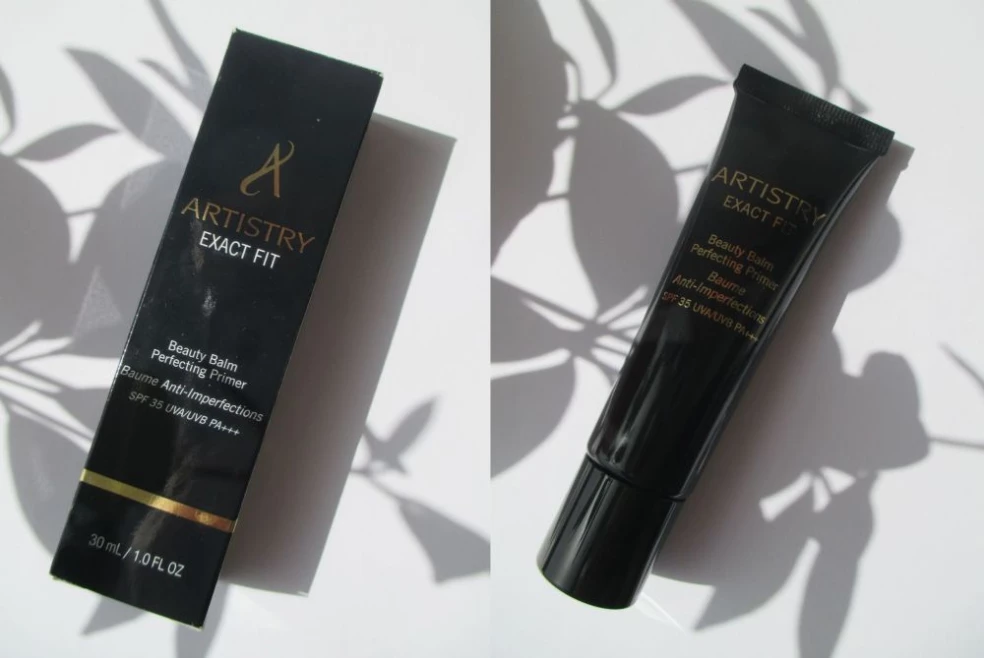 ARTISTRY
EXACT FIT
Beauty Balm
Perfecting Primer
Baume Anti-Imperfections
SPF 35 UVA/UVB PA+++
30 mL / 1.0 FL OZ
ARTISTRY
EXACT FIT
Beauty Balm
Perfecting Primer
Baume
Anti-Imperfections
SPF 35 UVA/UVB PA+++